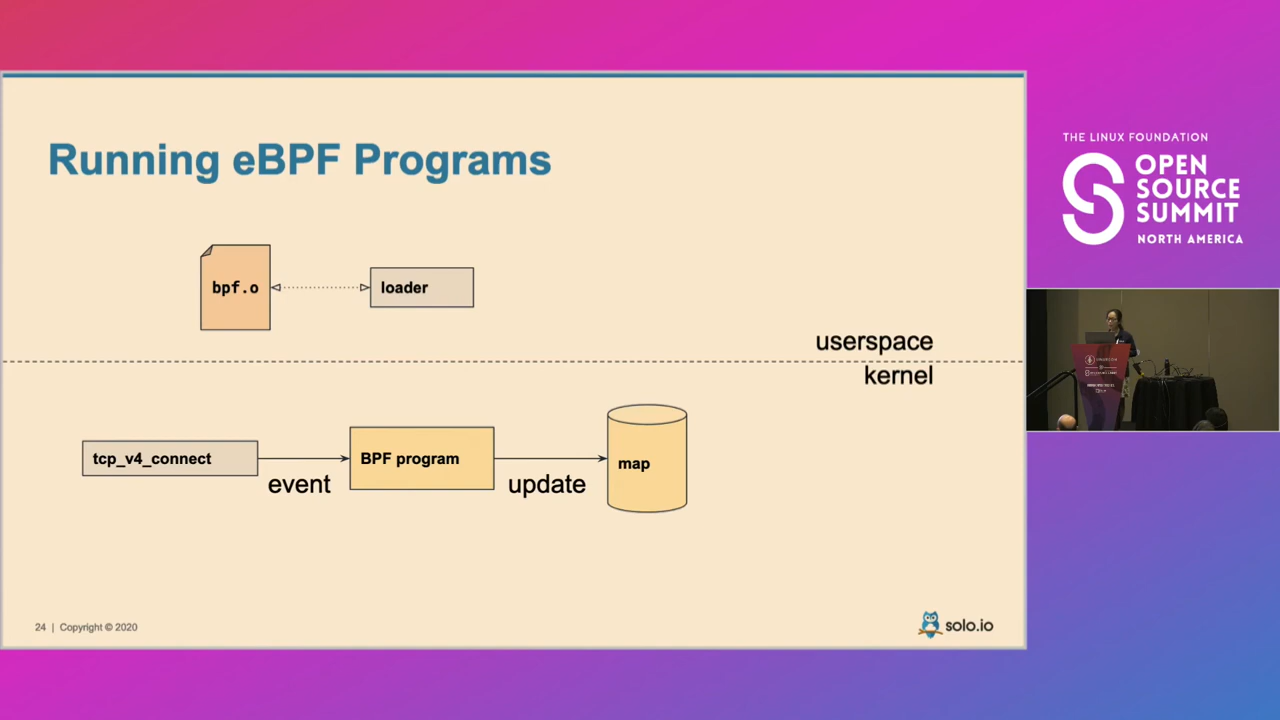 Running eBPF Programs
bpf.o
loader
userspace
kernel
tcp_v4_connect
event
BPF program
update
map
24 | Copyright © 2020
solo.io
THE LINUX FOUNDATION
OPEN
SOURCE
SUMMIT
NORTH AMERICA